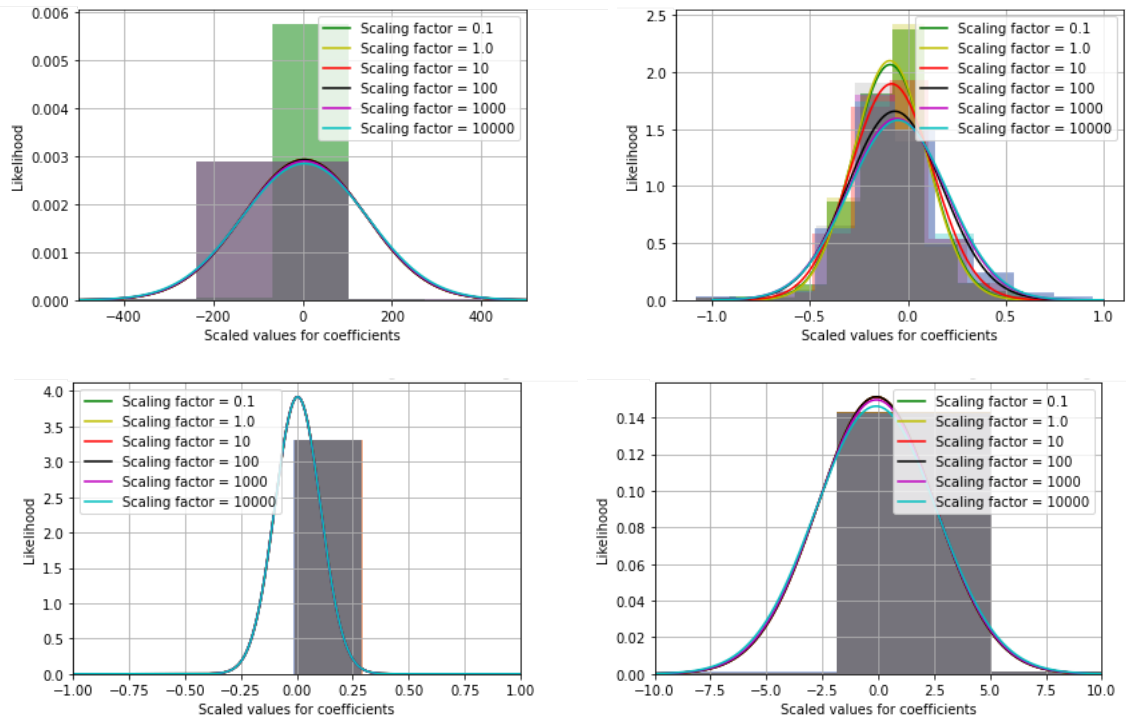 0.006
0.005
0.004
0.003
0.002
0.001
0.000
Likelihood
−400
−200
0
200
400
Scaled values for coefficients
Scaling factor = 0.1
Scaling factor = 1.0
Scaling factor = 10
Scaling factor = 100
Scaling factor = 1000
Scaling factor = 10000
2.5
2.0
1.5
1.0
0.5
0.0
Likelihood
−1.0
−0.5
0.0
0.5
1.0
Scaled values for coefficients
Scaling factor = 0.1
Scaling factor = 1.0
Scaling factor = 10
Scaling factor = 100
Scaling factor = 1000
Scaling factor = 10000
4.0
3.5
3.0
2.5
2.0
1.5
1.0
0.5
0.0
Likelihood
−1.00
−0.75
−0.50
−0.25
0.00
0.25
0.50
0.75
1.00
Scaled values for coefficients
Scaling factor = 0.1
Scaling factor = 1.0
Scaling factor = 10
Scaling factor = 100
Scaling factor = 1000
Scaling factor = 10000
0.14
0.12
0.10
0.08
0.06
0.04
0.02
0.00
Likelihood
−10.0
−7.5
−5.0
−2.5
0.0
2.5
5.0
7.5
10.0
Scaled values for coefficients
Scaling factor = 0.1
Scaling factor = 1.0
Scaling factor = 10
Scaling factor = 100
Scaling factor = 1000
Scaling factor = 10000